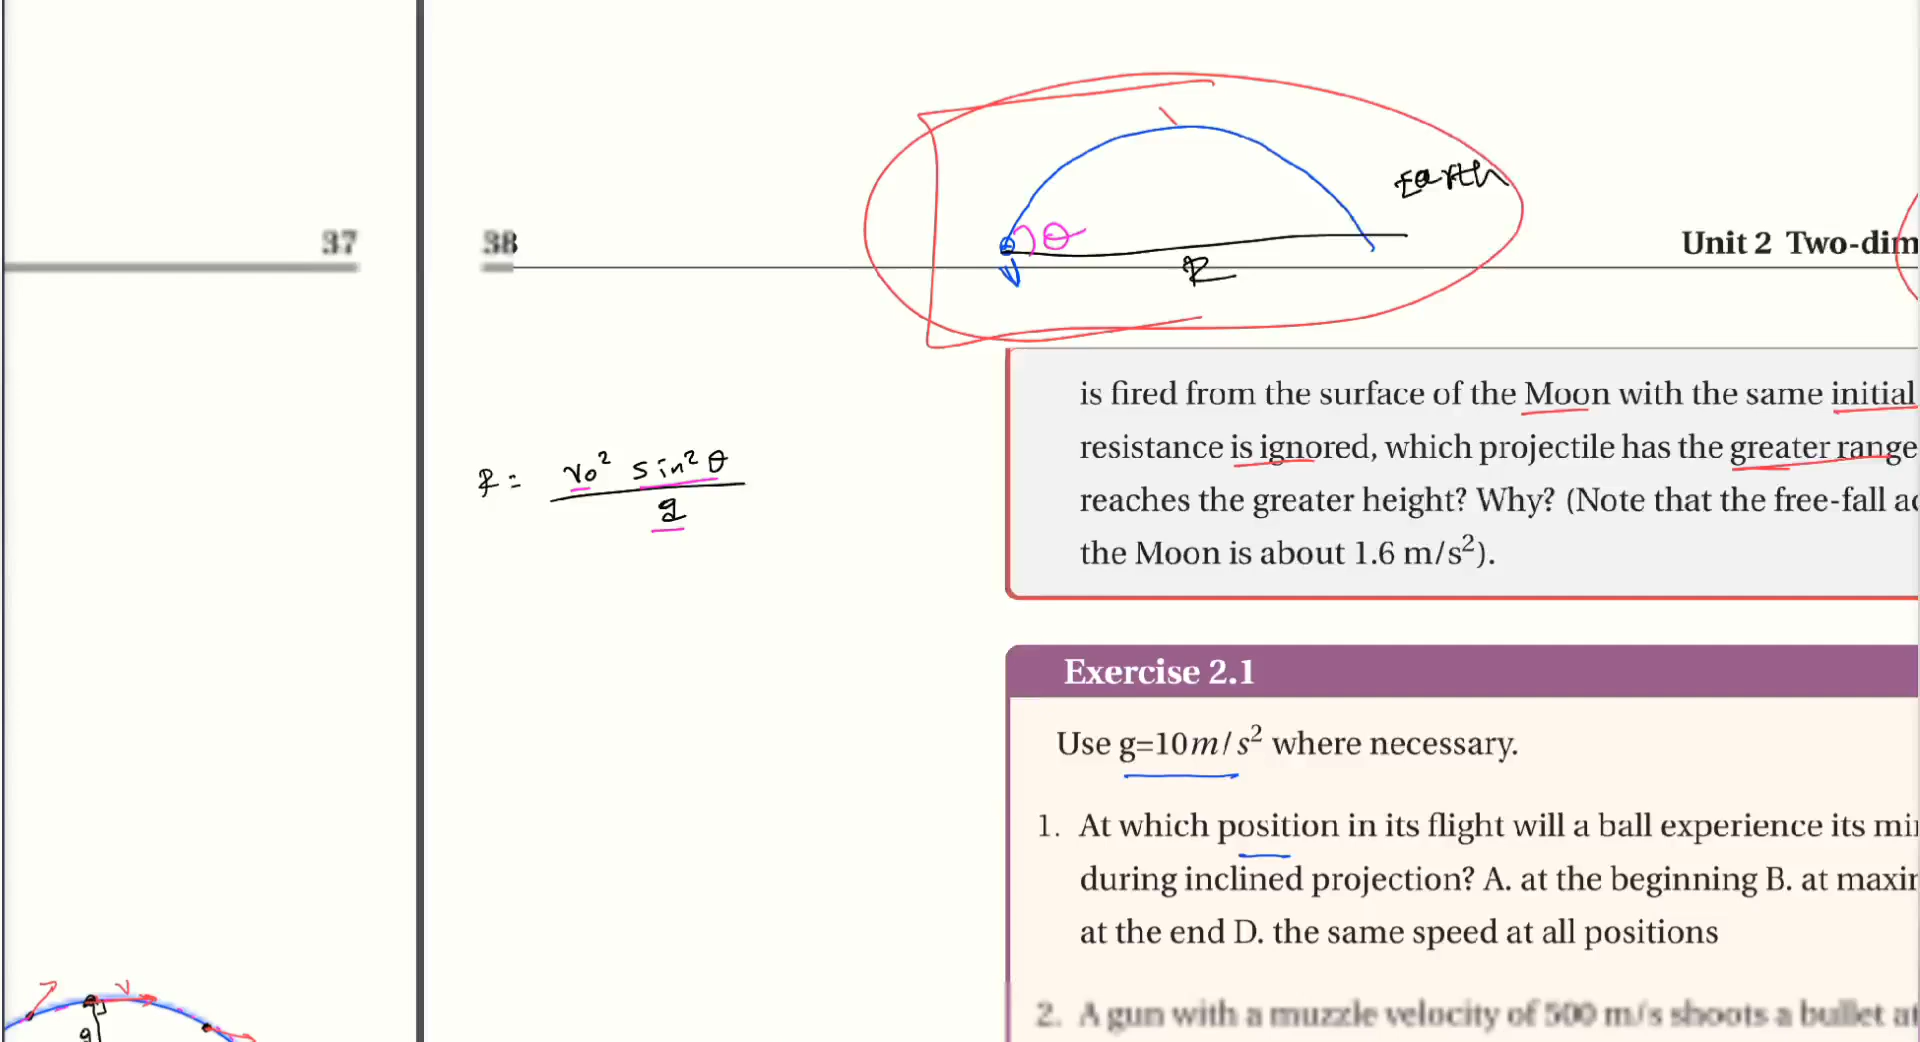 37
38
Unit 2 Two-dim
Earth
θ
R
is fired from the surface of the Moon with the same initial
resistance is ignored, which projectile has the greater range
reaches the greater height? Why? (Note that the free-fall ac
the Moon is about 1.6 m/s²).
R = v₀² sin²θ / g
Exercise 2.1
Use g=10m/s² where necessary.
1. At which position in its flight will a ball experience its mi
during inclined projection? A. at the beginning B. at maxi
at the end D. the same speed at all positions
2. A gun with a muzzle velocity of 500 m/s shoots a bullet at
v
g